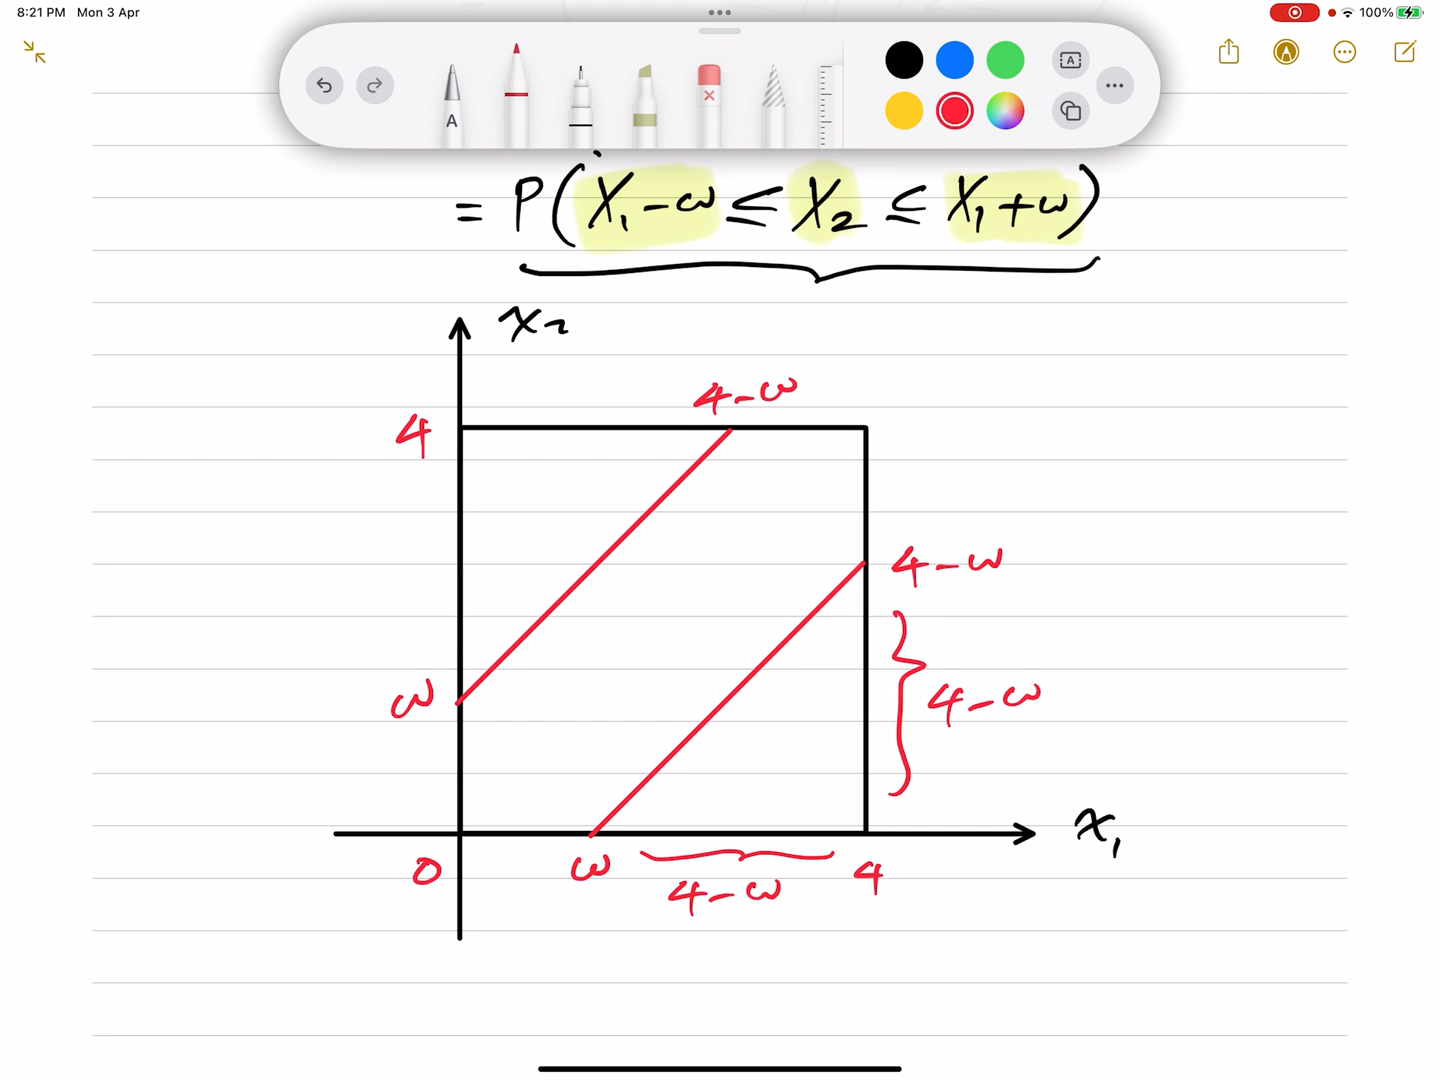 8:21 PM Mon 3 Apr 100%
A A
= P(X₁-ω ≤ X₂ ≤ X₁+ω)
x₂
4-ω
4
4-ω
ω 4-ω
x₁
0 ω 4
4-ω